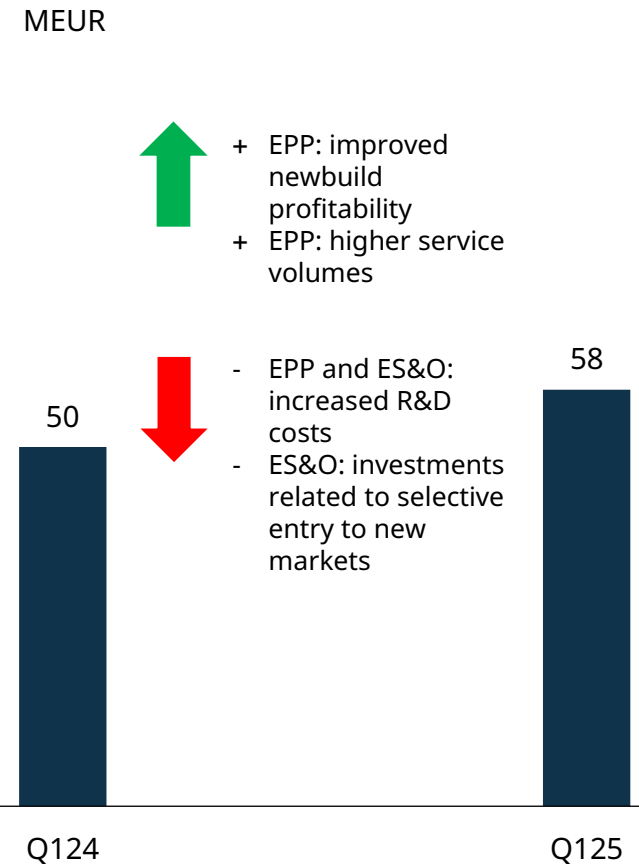 MEUR
+ EPP: improved
newbuild
profitability
+ EPP: higher service
volumes
- EPP and ES&O:
increased R&D
costs
- ES&O: investments
related to selective
entry to new
markets
50
58
Q124
Q125